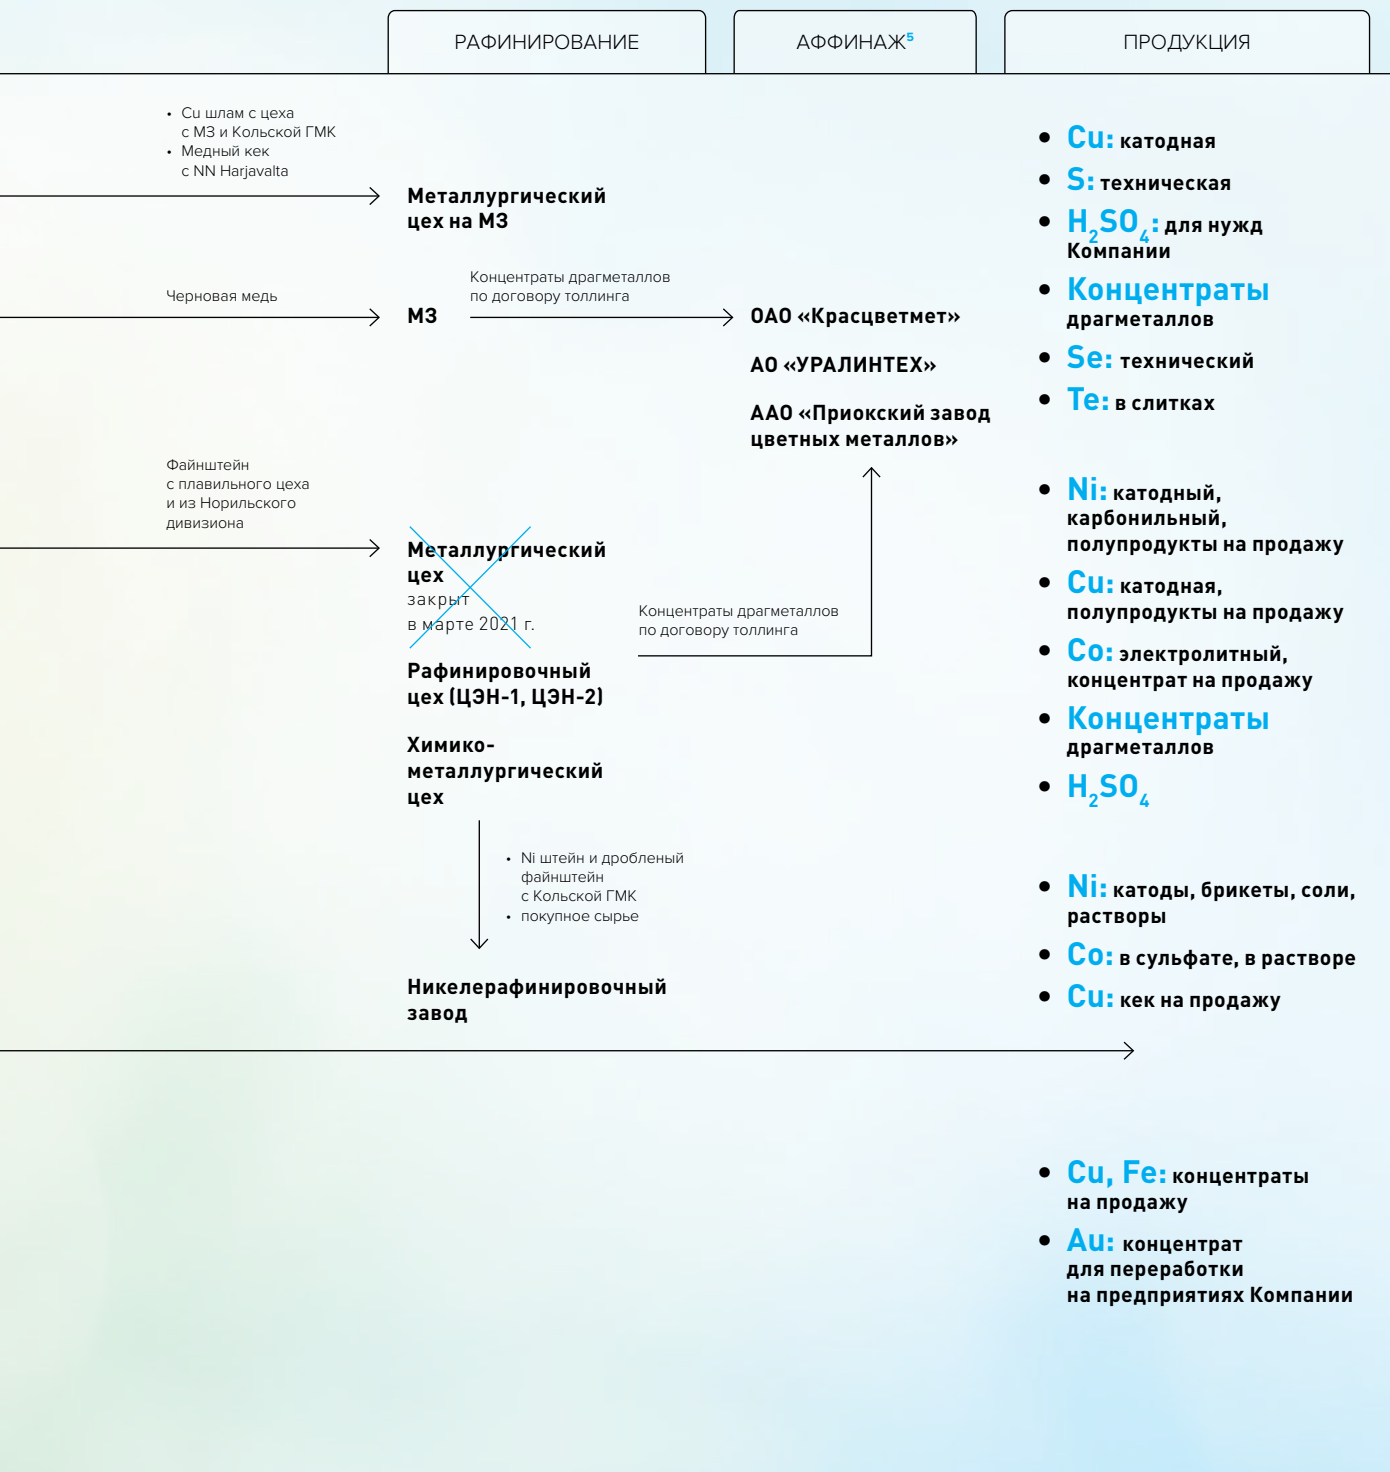 РАФИНИРОВАНИЕ
АФФИНАЖ⁵
ПРОДУКЦИЯ
• Cu шлам с цеха
с МЗ и Кольской ГМК
• Медный кек
с NN Harjavalta
Металлургический
цех на МЗ
Черновая медь
МЗ
Концентраты драгметаллов
по договору толлинга
ОАО «Красцветмет»
АО «УРАЛИНТЕХ»
ААО «Приокский завод
цветных металлов»
Файнштейн
с плавильного цеха
и из Норильского
дивизиона
Металлургический
цех
закрыт
в марте 2021 г.
Рафинировочный
цех (ЦЭН-1, ЦЭН-2)
Химико-
металлургический
цех
Концентраты драгметаллов
по договору толлинга
• Ni штейн и дробленый
файнштейн
с Кольской ГМК
• покупное сырье
Никелерафинировочный
завод
• Cu: катодная
• S: техническая
• H₂SO₄: для нужд
Компании
• Концентраты
драгметаллов
• Se: технический
• Te: в слитках
• Ni: катодный,
карбонильный,
полупродукты на продажу
• Cu: катодная,
полупродукты на продажу
• Co: электролитный,
концентрат на продажу
• Концентраты
драгметаллов
• H₂SO₄
• Ni: катоды, брикеты, соли,
растворы
• Co: в сульфате, в растворе
• Cu: кек на продажу
• Cu, Fe: концентраты
на продажу
• Au: концентрат
для переработки
на предприятиях Компании